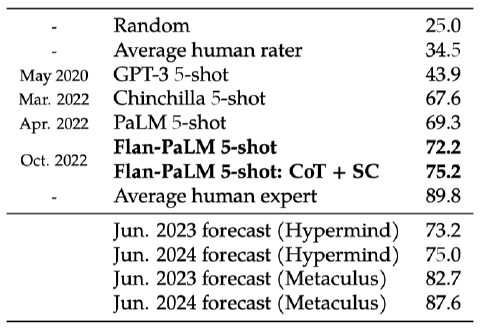 - Random 25.0
- Average human rater 34.5
May 2020 GPT-3 5-shot 43.9
Mar. 2022 Chinchilla 5-shot 67.6
Apr. 2022 PaLM 5-shot 69.3
Oct. 2022 Flan-PaLM 5-shot 72.2
Flan-PaLM 5-shot: CoT + SC 75.2
- Average human expert 89.8
Jun. 2023 forecast (Hypermind) 73.2
Jun. 2024 forecast (Hypermind) 75.0
Jun. 2023 forecast (Metaculus) 82.7
Jun. 2024 forecast (Metaculus) 87.6